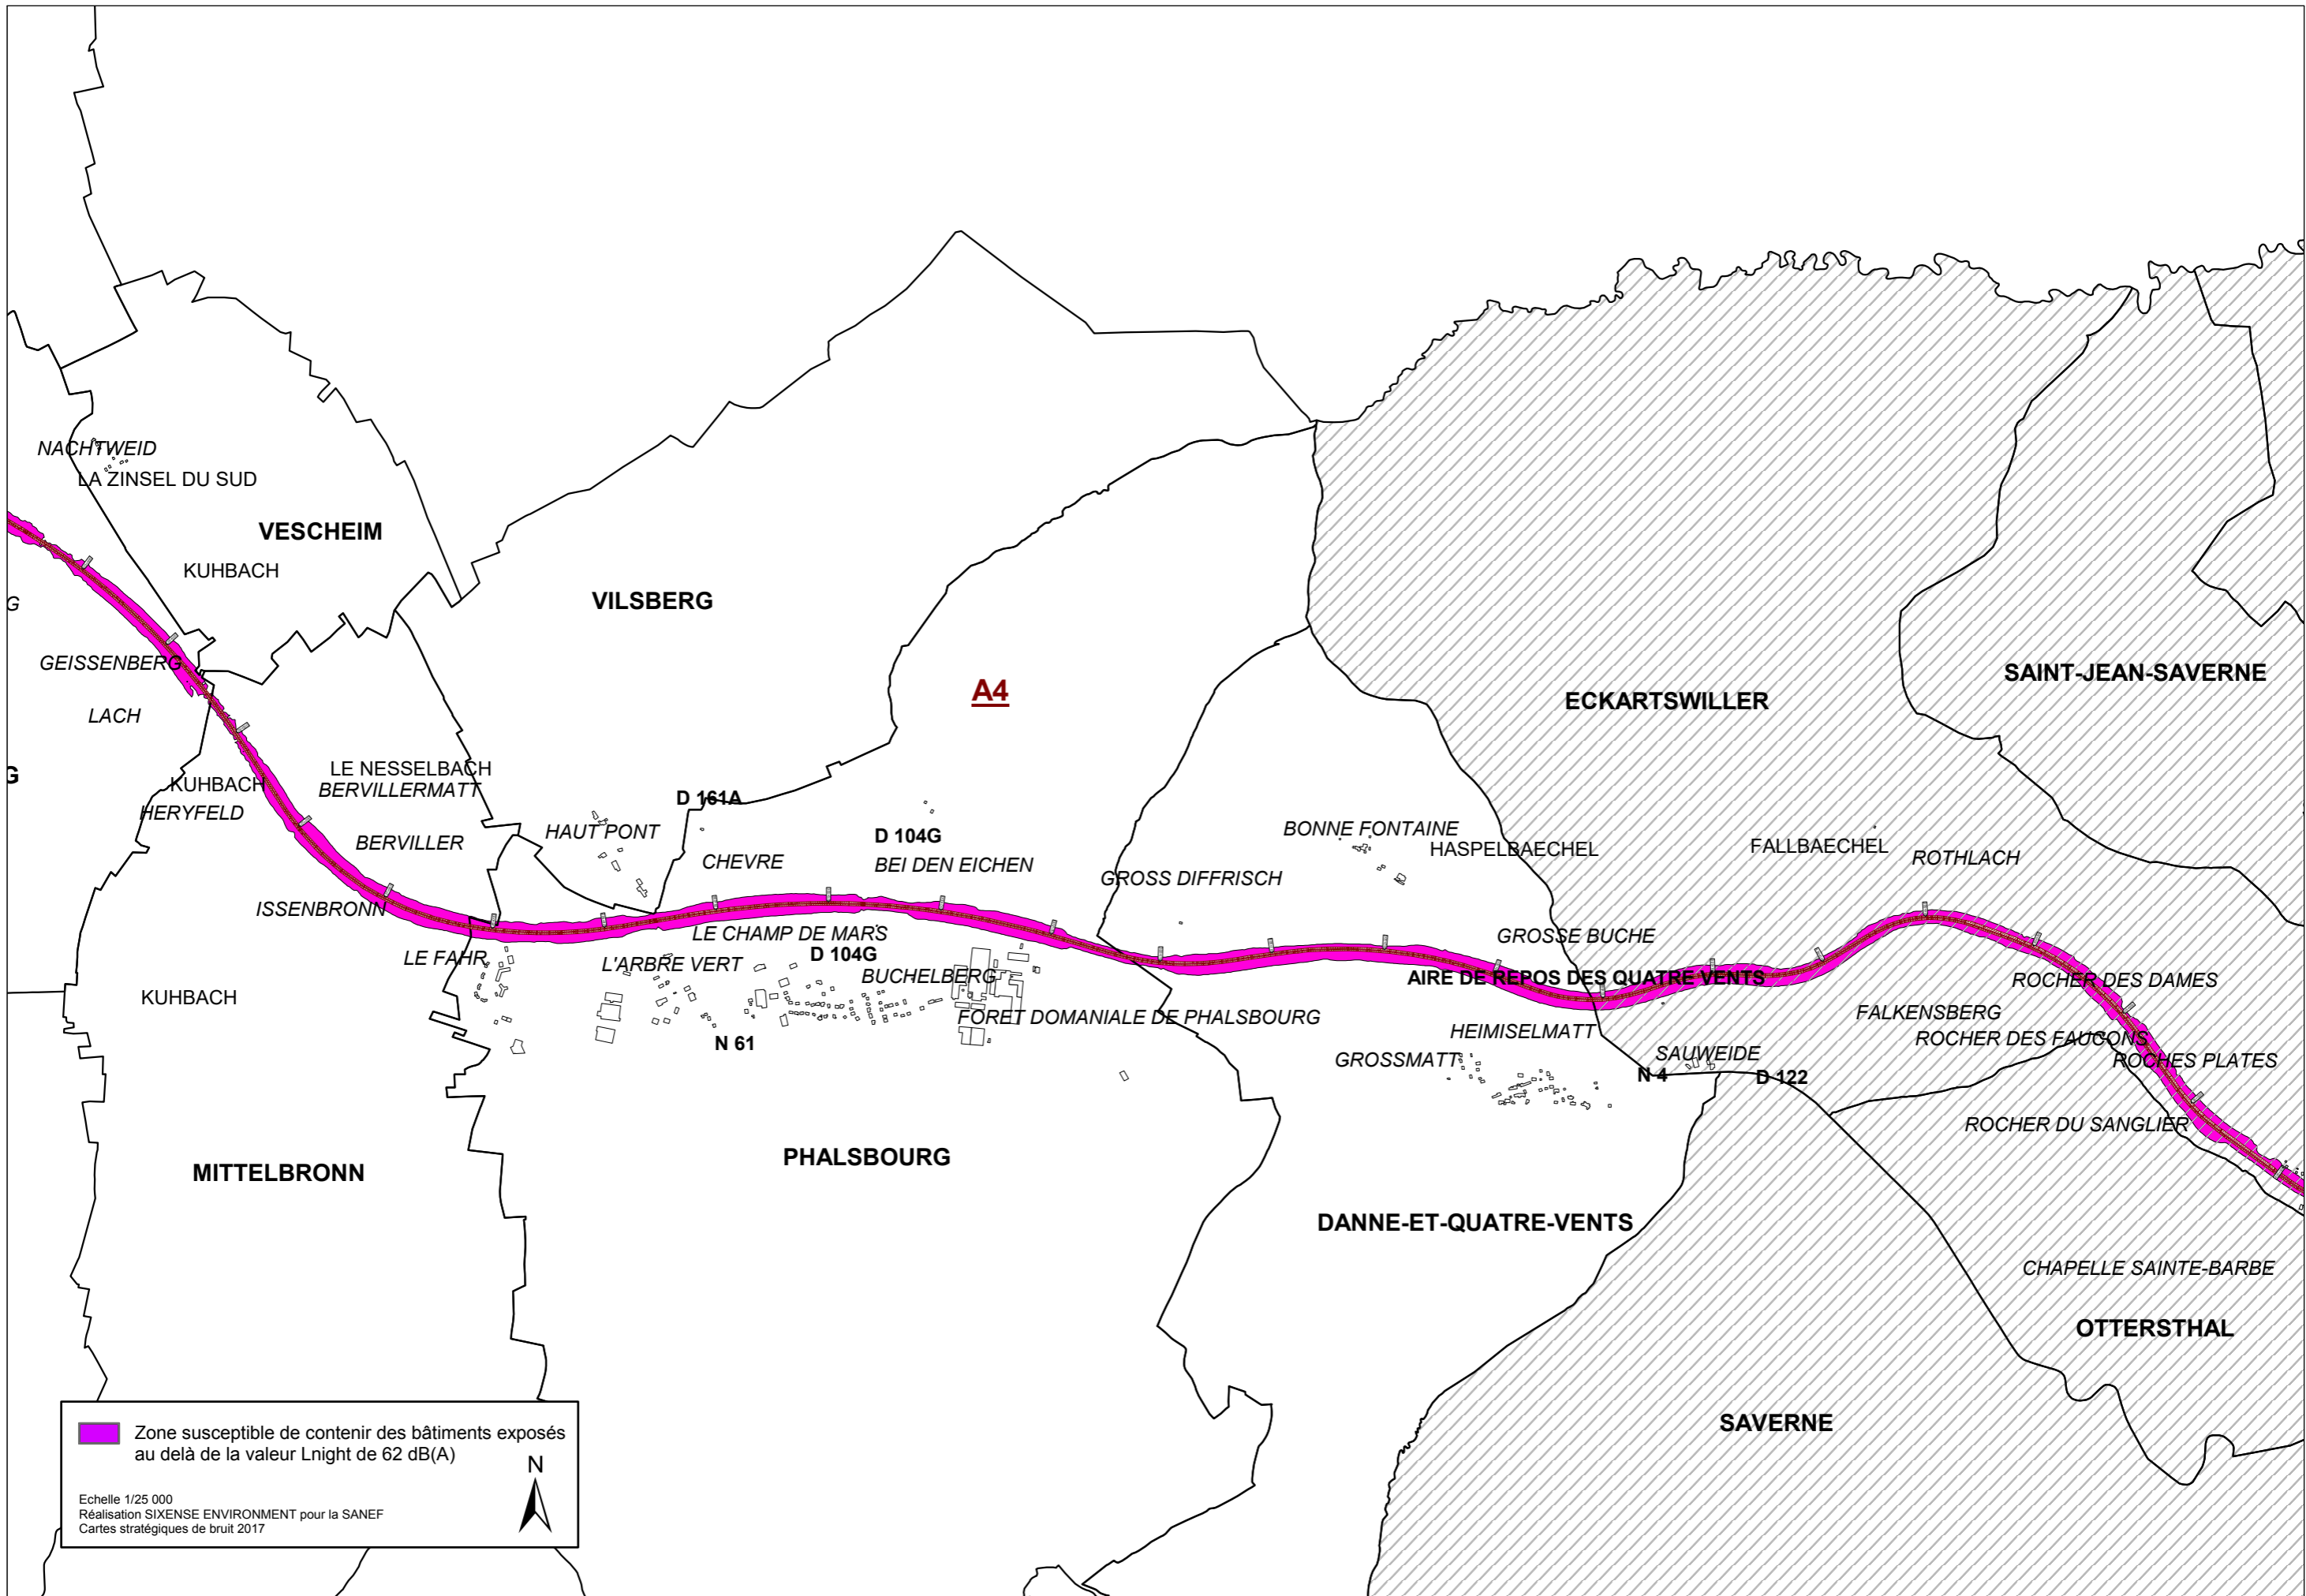 NACHTWEID
LA ZINSEL DU SUD
VESCHEIM
KUHBACH
VILSBERG
G
GEISSENBERG
LACH
A4
ECKARTSWILLER
SAINT-JEAN-SAVERNE
G
LE NESSELBACH
BERVILLERMATT
KUHBACH
HERYFELD
BERVILLER
D 161A
HAUT PONT
CHEVRE
D 104G
BEI DEN EICHEN
BONNE FONTAINE
HASPELBAECHEL
FALLBAECHEL
ROTHLACH
GROSS DIFFRISCH
ISSENBRONN
LE FAHR
LE CHAMP DE MARS
D 104G
L'ARBRE VERT
BUCHELBERG
GROSSE BUCHE
AIRE DE REPOS DES QUATRE VENTS
ROCHER DES DAMES
KUHBACH
FORET DOMANIALE DE PHALSBOURG
FALKENSBERG
HEIMISELMATT
ROCHER DES FAUCONS
N 61
GROSSMATT
SAUWEIDE
ROCHES PLATES
N 4
D 122
ROCHER DU SANGLIER
MITTELBRONN
PHALSBOURG
DANNE-ET-QUATRE-VENTS
CHAPELLE SAINTE-BARBE
OTTERSTHAL
SAVERNE
Zone susceptible de contenir des bâtiments exposés
au delà de la valeur Lnight de 62 dB(A)
N
Echelle 1/25 000
Réalisation SIXENSE ENVIRONMENT pour la SANEF
Cartes stratégiques de bruit 2017